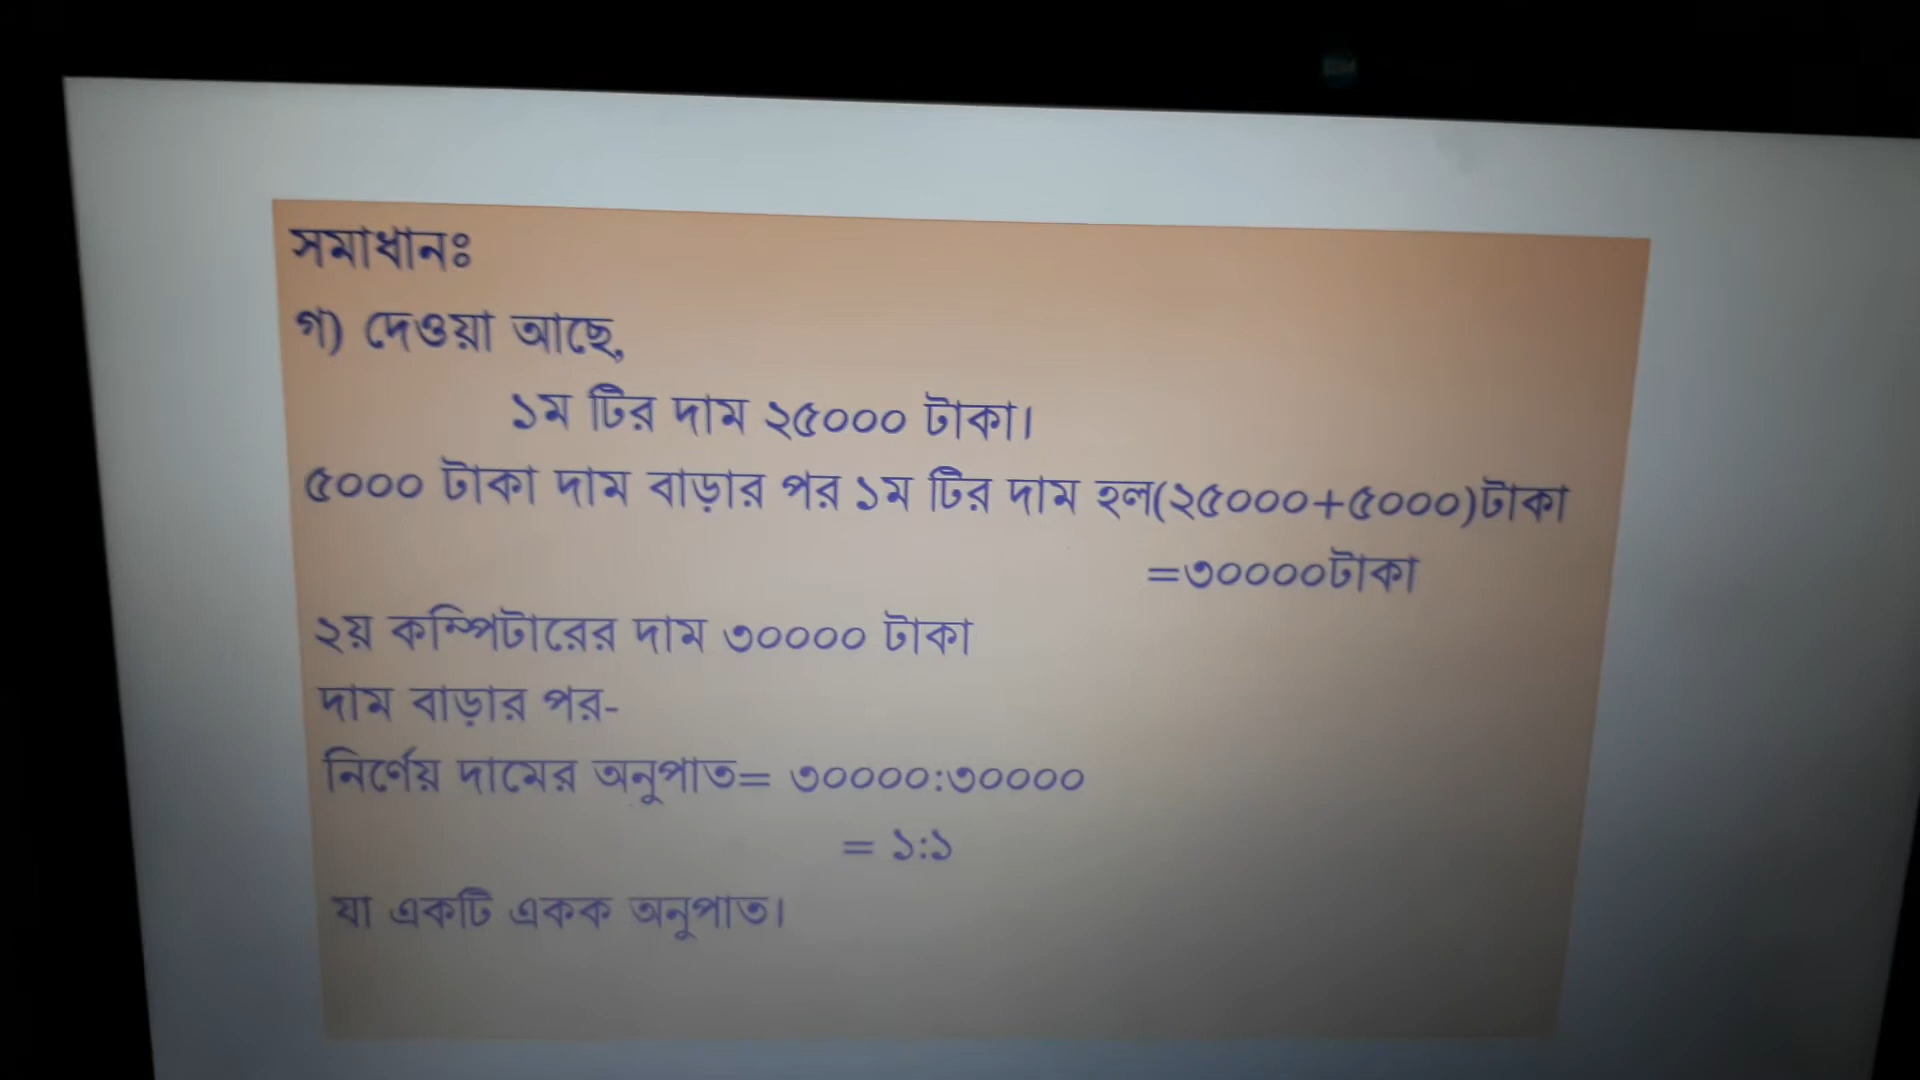 সমাধানঃ
গ) দেওয়া আছে,
১ম টির দাম ২৫০০০ টাকা।
৫০০০ টাকা দাম বাড়ার পর ১ম টির দাম হল(২৫০০০+৫০০০)টাকা
=৩০০০০টাকা
২য় কম্পিটারের দাম ৩০০০০ টাকা
দাম বাড়ার পর-
নির্ণেয় দামের অনুপাত= ৩০০০০:৩০০০০
= ১:১
যা একটি একক অনুপাত।